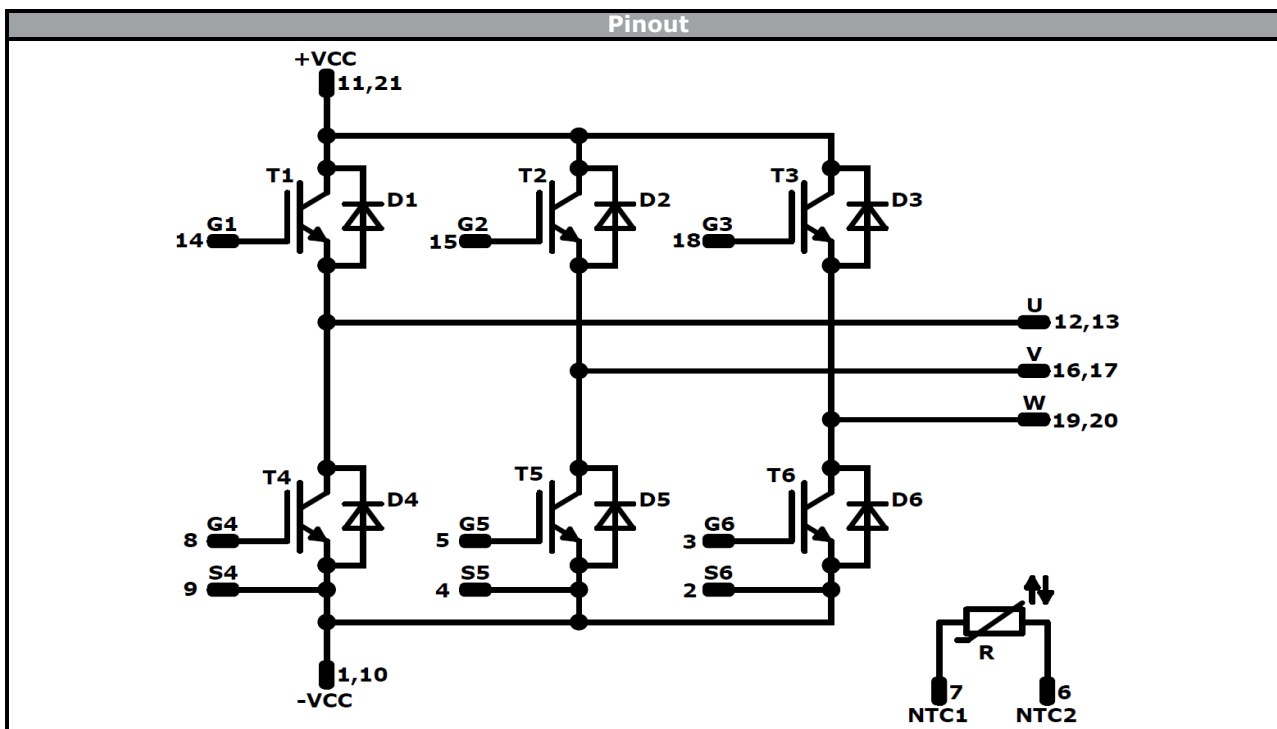 Pinout
+VCC
11,21
T1 D1 T2 D2 T3 D3
G1 G2 G3
14 15 18
U
12,13
V
16,17
W
19,20
T4 D4 T5 D5 T6 D6
G4 G5 G6
8 5 3
S4 S5 S6
9 4 2
R
1,10 7 6
-VCC NTC1 NTC2